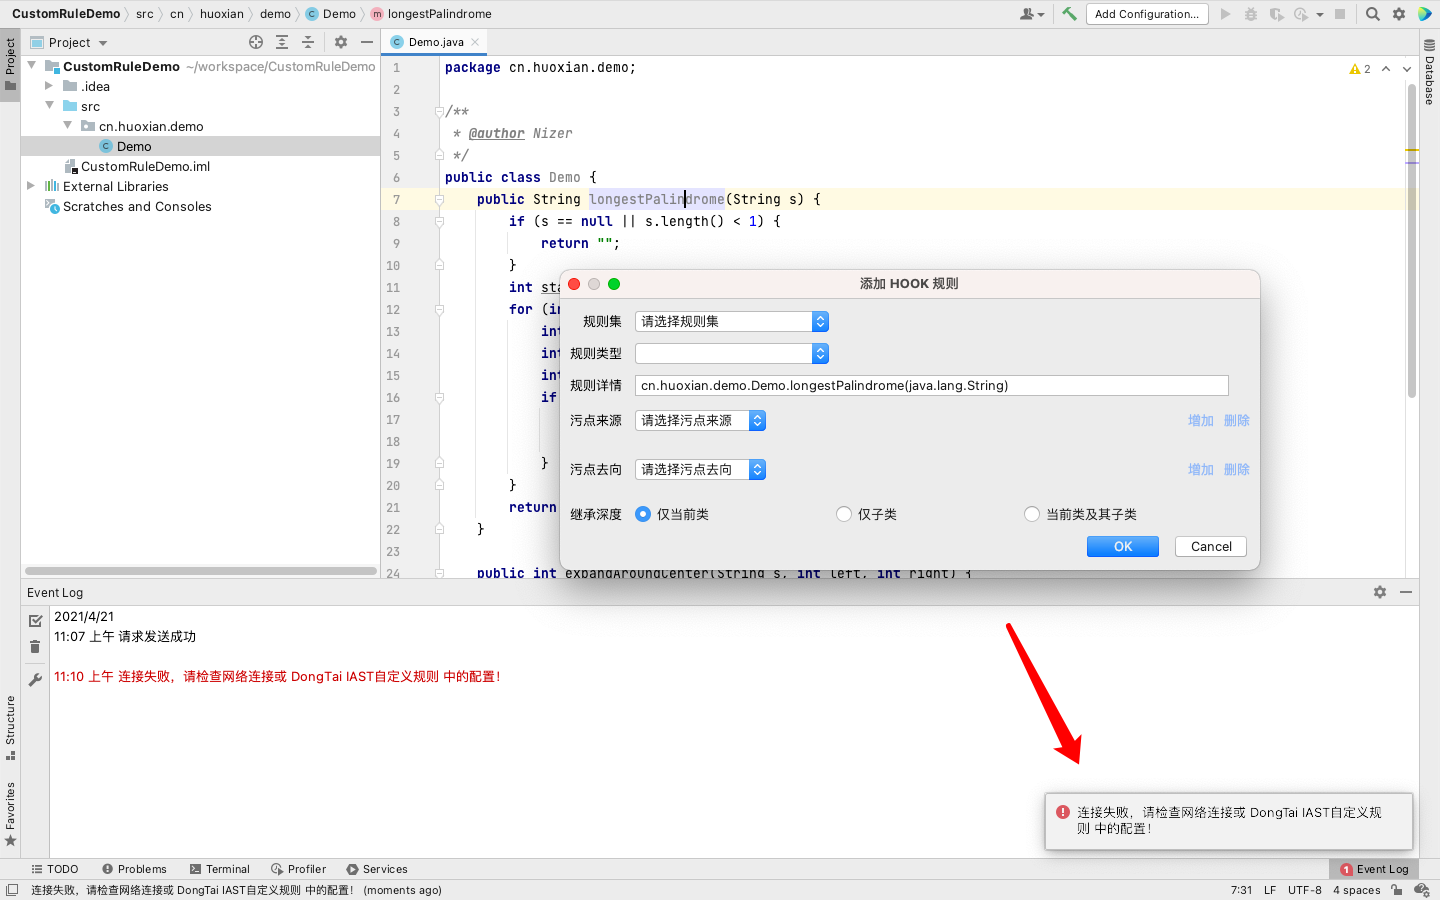 CustomRuleDemo src cn huoxian demo Demo longestPalindrome
Add Configuration...
Project
Project
CustomRuleDemo ~/workspace/CustomRuleDemo
.idea
src
cn.huoxian.demo
Demo
CustomRuleDemo.iml
External Libraries
Scratches and Consoles
Demo.java
2
Database
1 package cn.huoxian.demo;
2
3 /**
4 * @author Nizer
5 */
6 public class Demo {
7 public String longestPalindrome(String s) {
8 if (s == null || s.length() < 1) {
9 return "";
10 }
11 int sta
12 for (in
13 int
14 int
15 int
16 if
17
18
19 }
20 }
21 return
22 }
23
24 public int expandAroundCenter(String s, int left, int right) {
添加 HOOK 规则
规则集 请选择规则集
规则类型
规则详情 cn.huoxian.demo.Demo.longestPalindrome(java.lang.String)
污点来源 请选择污点来源 增加 删除
污点去向 请选择污点去向 增加 删除
继承深度 仅当前类 仅子类 当前类及其子类
OK Cancel
Event Log
2021/4/21
11:07 上午 请求发送成功
11:10 上午 连接失败，请检查网络连接或 DongTai IAST自定义规则 中的配置！
Structure
Favorites
连接失败，请检查网络连接或 DongTai IAST自定义规
则 中的配置！
TODO Problems Terminal Profiler Services 1 Event Log
连接失败，请检查网络连接或 DongTai IAST自定义规则 中的配置！ (moments ago) 7:31 LF UTF-8 4 spaces